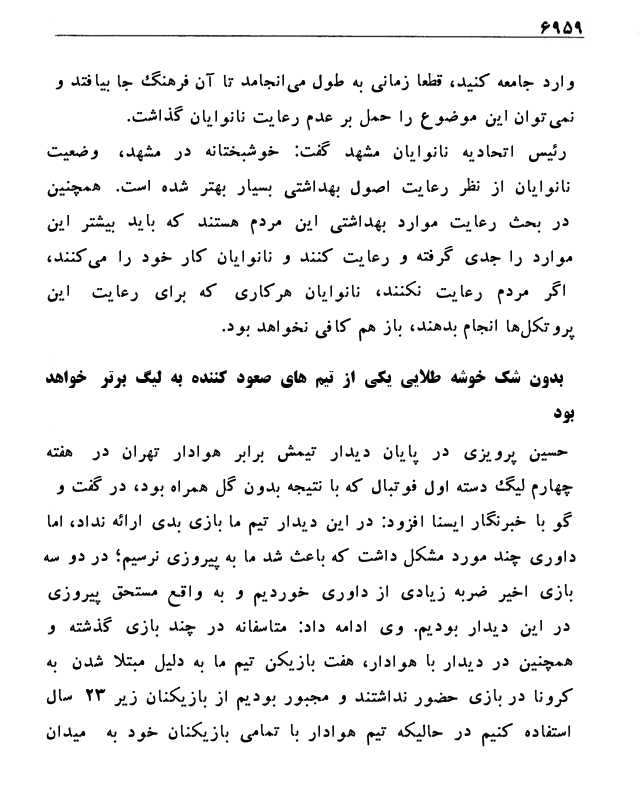 ۶۹۵۹
وارد جامعه کنید، قطعا زمانی به طول می‌انجامد تا آن فرهنگ جا بیافتد و
نمی‌توان این موضوع را حمل بر عدم رعایت نانوایان گذاشت.
رئیس اتحادیه نانوایان مشهد گفت: خوشبختانه در مشهد، وضعیت
نانوایان از نظر رعایت اصول بهداشتی بسیار بهتر شده است. همچنین
در بحث رعایت موارد بهداشتی این مردم هستند که باید بیشتر این
موارد را جدی گرفته و رعایت کنند و نانوایان کار خود را می‌کنند،
اگر مردم رعایت نکنند، نانوایان هرکاری که برای رعایت این
پروتکل‌ها انجام بدهند، باز هم کافی نخواهد بود.
بدون شک خوشه طلایی یکی از تیم های صعود کننده به لیگ برتر خواهد
بود
حسین پرویزی در پایان دیدار تیمش برابر هوادار تهران در هفته
چهارم لیگ دسته اول فوتبال که با نتیجه بدون گل همراه بود، در گفت و
گو با خبرنگار ایسنا افزود: در این دیدار تیم ما بازی بدی ارائه نداد، اما
داوری چند مورد مشکل داشت که باعث شد ما به پیروزی نرسیم؛ در دو سه
بازی اخیر ضربه زیادی از داوری خوردیم و به واقع مستحق پیروزی
در این دیدار بودیم. وی ادامه داد: متاسفانه در چند بازی گذشته و
همچنین در دیدار با هوادار، هفت بازیکن تیم ما به دلیل مبتلا شدن به
کرونا در بازی حضور نداشتند و مجبور بودیم از بازیکنان زیر ۲۳ سال
استفاده کنیم در حالیکه تیم هوادار با تمامی بازیکنان خود به میدان